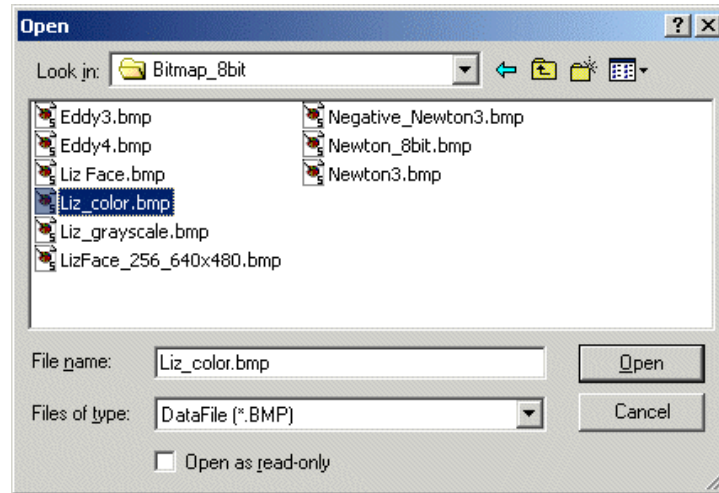 Open
Look in: Bitmap_8bit
Eddy3.bmp
Eddy4.bmp
Liz Face.bmp
Liz_color.bmp
Liz_grayscale.bmp
LizFace_256_640x480.bmp
Negative_Newton3.bmp
Newton_8bit.bmp
Newton3.bmp
File name: Liz_color.bmp Open
Files of type: DataFile (*.BMP) Cancel
Open as read-only